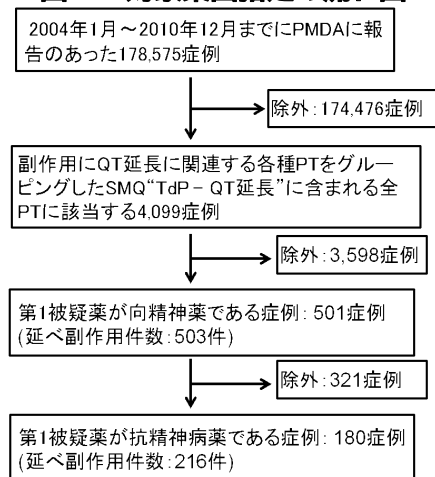 2004年1月～2010年12月までにPMDAに報
告のあった178,575症例
除外：174,476症例
副作用にQT延長に関連する各種PTをグルー
ピングしたSMQ“TdP – QT延長”に含まれる全
PTに該当する4,099症例
除外：3,598症例
第1被疑薬が向精神薬である症例：501症例
(延べ副作用件数：503件)
除外：321症例
第1被疑薬が抗精神病薬である症例：180症例
(延べ副作用件数：216件)